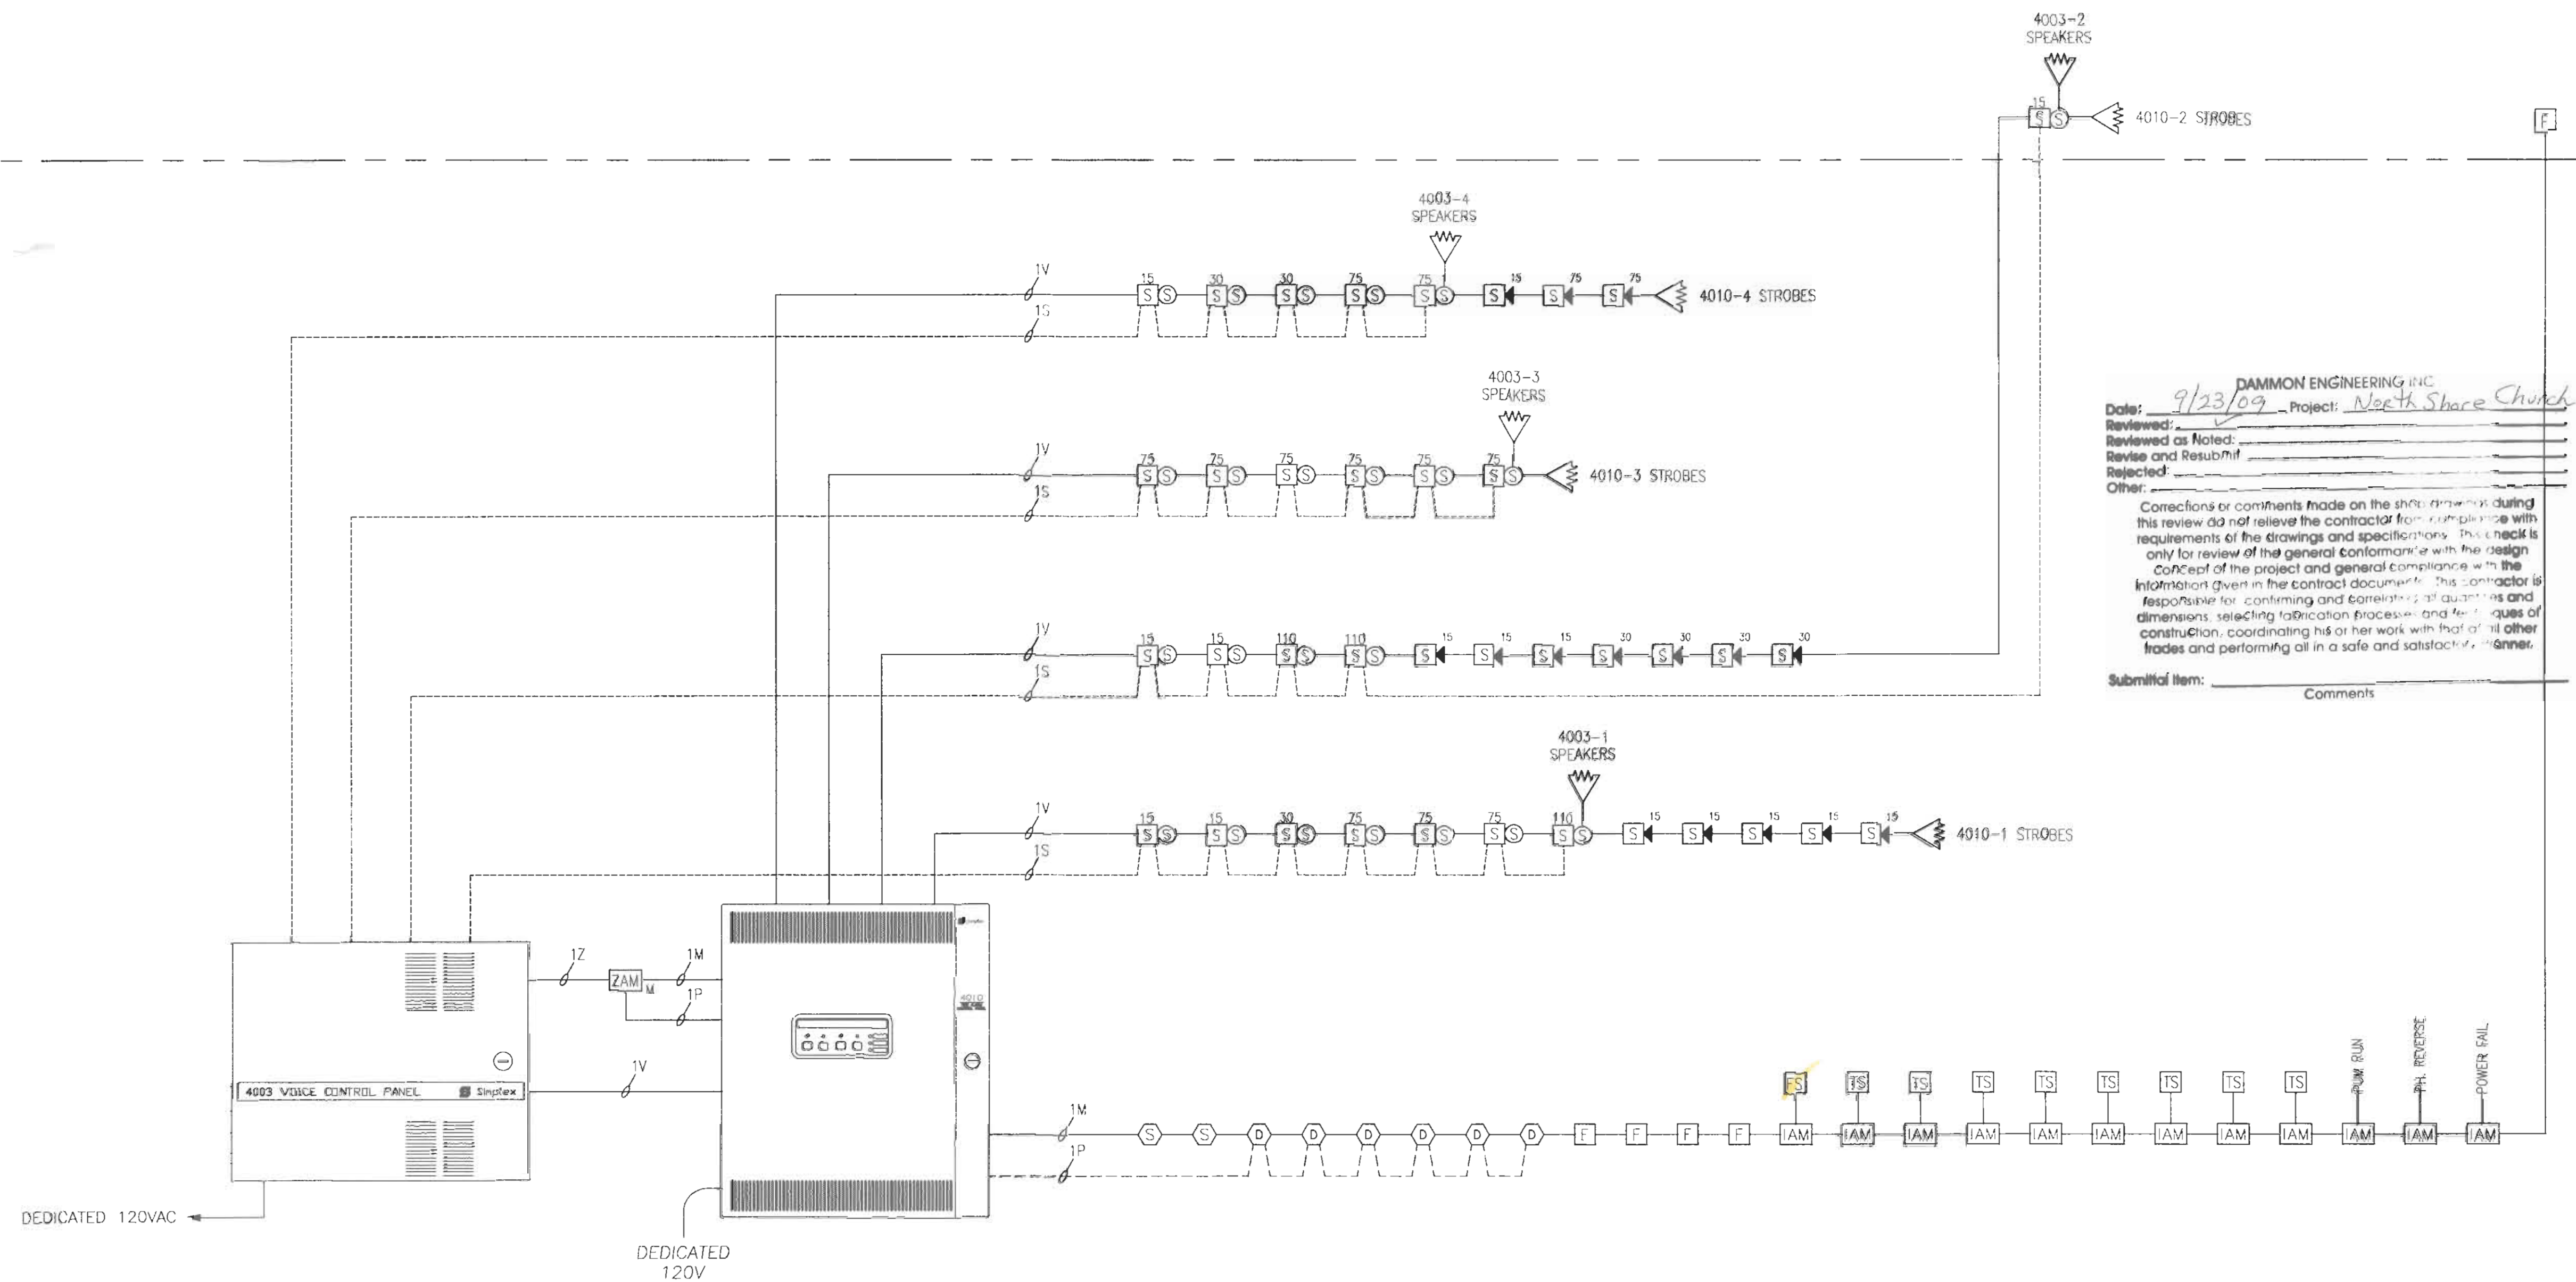 4003-2
SPEAKERS
15
S S
4010-2
F
4003-4
SPEAKERS
1V
15 30 30 75 75 15 75 75
S S S S S S S S S S S S S
4010-4 STROBES
1S
4003-3
SPEAKERS
1V
75 75 75 75 75 75
S S S S S S S S S S S S
4010-3 STROBES
1S
DAMMON ENGINEERING INC
Date: 9/23/09 Project: North Shore Church
Reviewed: ✓
Reviewed as Noted:
Revise and Resubmit
Rejected:
Other:
Corrections or comments made on the shop drawings during
this review do not relieve the contractor from compliance with
requirements of the drawings and specifications. This check is
only for review of the general conformance with the design
Concept of the project and general compliance with the
information given in the contract documents. This contractor is
responsible for confirming and correlating all quantities and
dimensions, selecting fabrication processes and techniques of
construction, coordinating his or her work with that of all other
trades and performing all in a safe and satisfactory manner.
Submittal Item:
Comments
1V
15 15 110 110 15 15 15 30 30 30 30
S S S S S S S S S S S S S S S
1S
4003-1
SPEAKERS
1V
15 15 30 75 75 75 110 15 15 15 15 15
S S S S S S S S S S S S S S S S S S S
4010-1 STROBES
1S
Simplex
4010
1Z
ZAM M
1M
1P
1V
4003 VOICE CONTROL PANEL Simplex
FS TS TS TS TS TS TS TS TS
PUM RUN
PH. REVERSE
POWER FAIL
1M
S S D D D D D D F F F F IAM IAM IAM IAM IAM IAM IAM IAM IAM IAM IAM IAM
1P
DEDICATED 120VAC
DEDICATED
120V